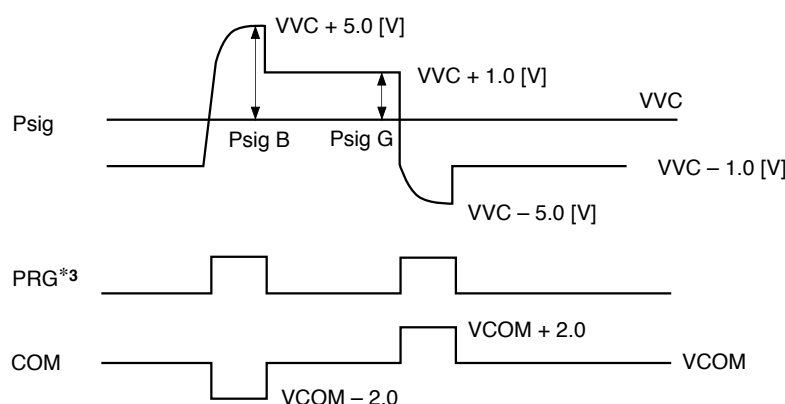 VVC + 5.0 [V]
VVC + 1.0 [V]
VVC
Psig
Psig B
Psig G
VVC – 1.0 [V]
VVC – 5.0 [V]
PRG*3
VCOM + 2.0
COM
VCOM
VCOM – 2.0